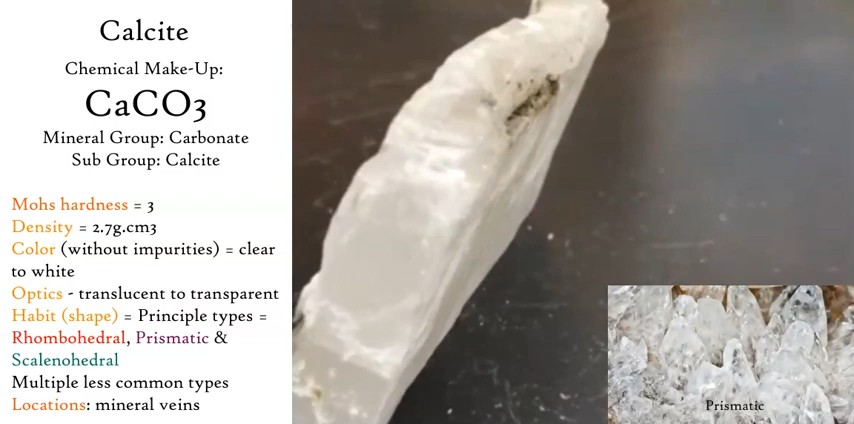 Calcite
Chemical Make-Up:
CaCO3
Mineral Group: Carbonate
Sub Group: Calcite
Mohs hardness = 3
Density = 2.7g.cm3
Color (without impurities) = clear
to white
Optics - translucent to transparent
Habit (shape) = Principle types =
Rhombohedral, Prismatic &
Scalenohedral
Multiple less common types
Locations: mineral veins
Prismatic